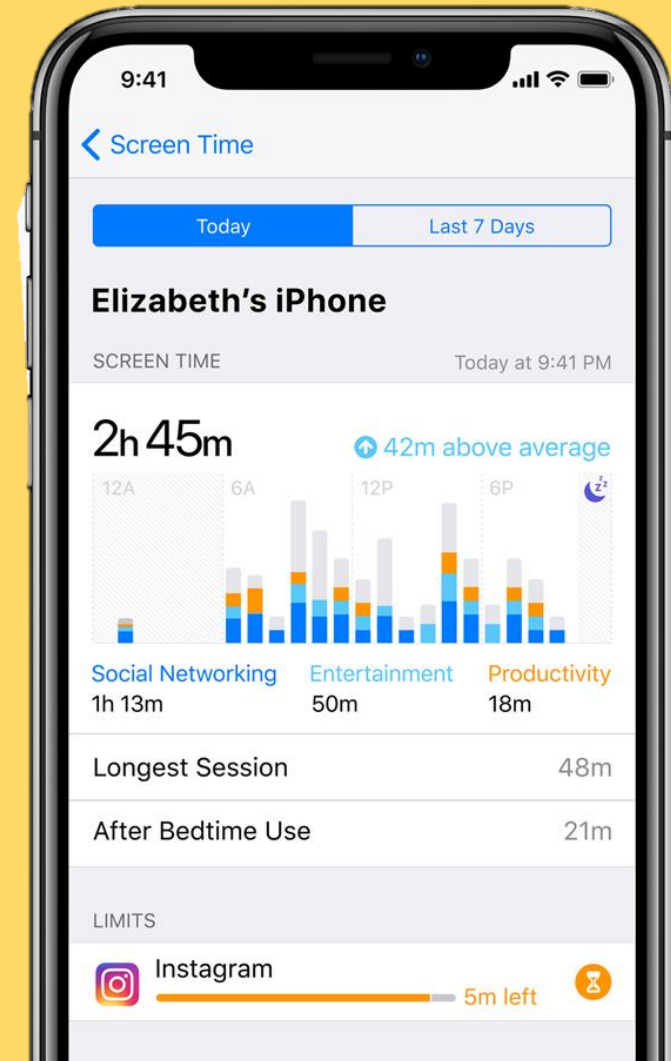 9:41
Screen Time
Today Last 7 Days
Elizabeth's iPhone
SCREEN TIME Today at 9:41 PM
2h 45m 42m above average
12A 6A 12P 6P zzz
Social Networking Entertainment Productivity
1h 13m 50m 18m
Longest Session 48m
After Bedtime Use 21m
LIMITS
Instagram
5m left